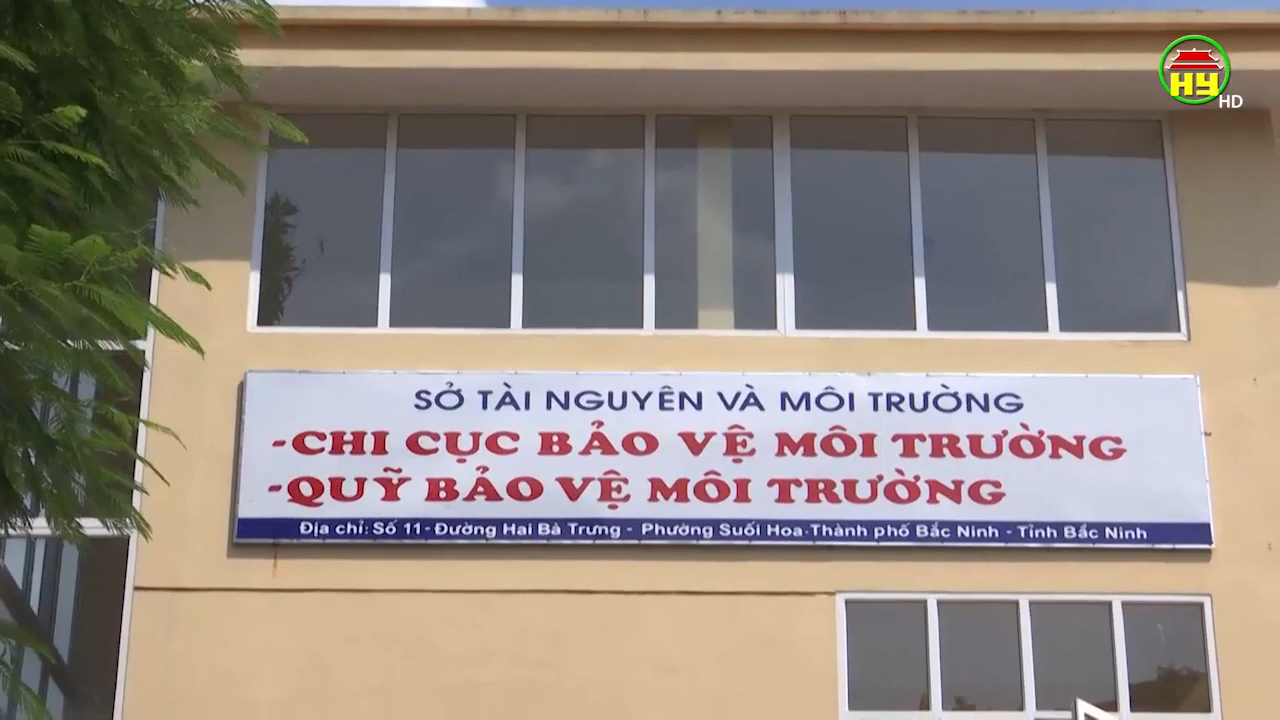 HY
HD
SỞ TÀI NGUYÊN VÀ MÔI TRƯỜNG
-CHI CỤC BẢO VỆ MÔI TRƯỜNG
-QUỸ BẢO VỆ MÔI TRƯỜNG
Địa chỉ: Số 11 - Đường Hai Bà Trưng - Phường Suối Hoa - Thành phố Bắc Ninh - Tỉnh Bắc Ninh